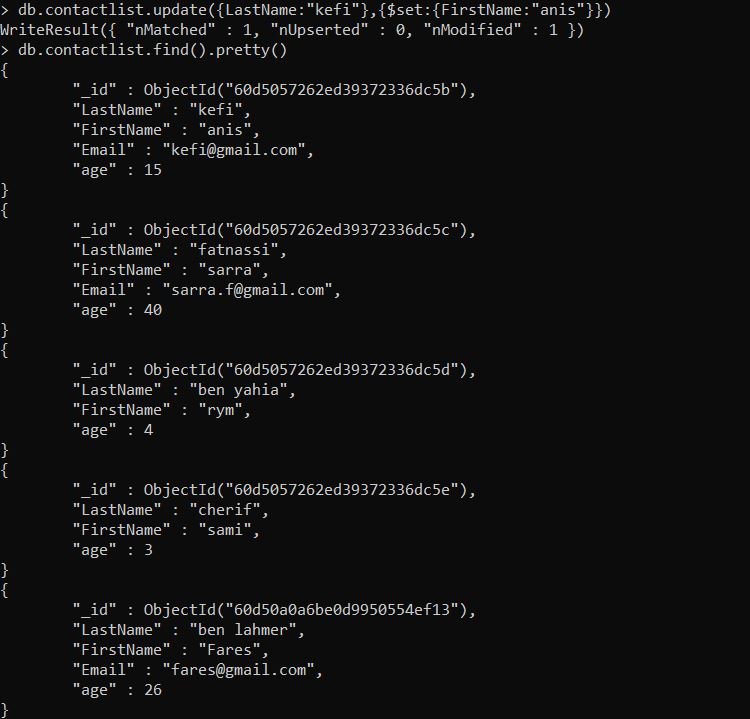 > db.contactlist.update({LastName:"kefi"},{$set:{FirstName:"anis"}})
WriteResult({ "nMatched" : 1, "nUpserted" : 0, "nModified" : 1 })
> db.contactlist.find().pretty()
{
        "_id" : ObjectId("60d5057262ed39372336dc5b"),
        "LastName" : "kefi",
        "FirstName" : "anis",
        "Email" : "kefi@gmail.com",
        "age" : 15
}
{
        "_id" : ObjectId("60d5057262ed39372336dc5c"),
        "LastName" : "fatnassi",
        "FirstName" : "sarra",
        "Email" : "sarra.f@gmail.com",
        "age" : 40
}
{
        "_id" : ObjectId("60d5057262ed39372336dc5d"),
        "LastName" : "ben yahia",
        "FirstName" : "rym",
        "age" : 4
}
{
        "_id" : ObjectId("60d5057262ed39372336dc5e"),
        "LastName" : "cherif",
        "FirstName" : "sami",
        "age" : 3
}
{
        "_id" : ObjectId("60d50a0a6be0d9950554ef13"),
        "LastName" : "ben lahmer",
        "FirstName" : "Fares",
        "Email" : "fares@gmail.com",
        "age" : 26
}